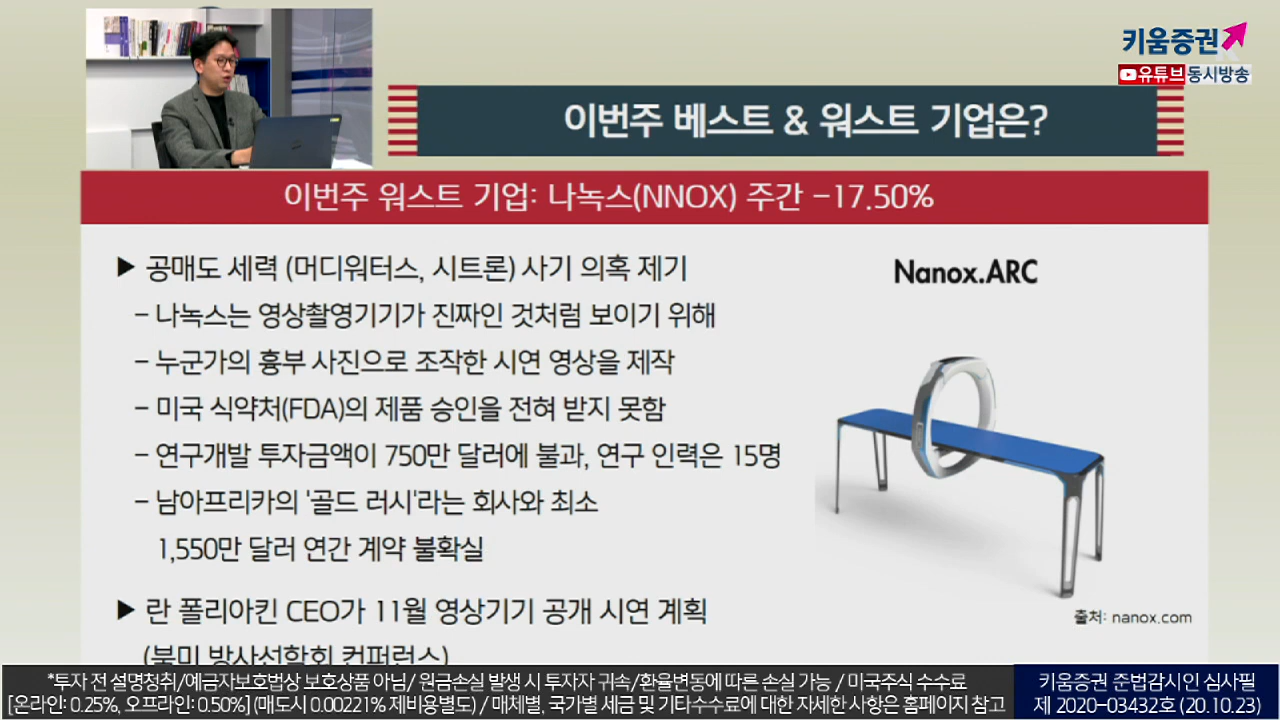 키움증권
유튜브 동시방송
이번주 베스트 & 워스트 기업은?
이번주 워스트 기업: 나녹스(NNOX) 주간 -17.50%
▶ 공매도 세력 (머디워터스, 시트론) 사기 의혹 제기
- 나녹스는 영상촬영기기가 진짜인 것처럼 보이기 위해
- 누군가의 흉부 사진으로 조작한 시연 영상을 제작
- 미국 식약처(FDA)의 제품 승인을 전혀 받지 못함
- 연구개발 투자금액이 750만 달러에 불과, 연구 인력은 15명
- 남아프리카의 '골드 러시'라는 회사와 최소
1,550만 달러 연간 계약 불확실
▶ 란 폴리아킨 CEO가 11월 영상기기 공개 시연 계획
(북미 방사선학회 컨퍼런스)
Nanox.ARC
출처: nanox.com
*투자 전 설명청취/예금자보호법상 보호상품 아님/ 원금손실 발생 시 투자자 귀속/환율변동에 따른 손실 가능 / 미국주식 수수료
[온라인: 0.25%, 오프라인: 0.50%] (매도시 0.00221% 제비용별도) / 매체별, 국가별 세금 및 기타수수료에 대한 자세한 사항은 홈페이지 참고
키움증권 준법감시인 심사필
제 2020-03432호 (20.10.23)